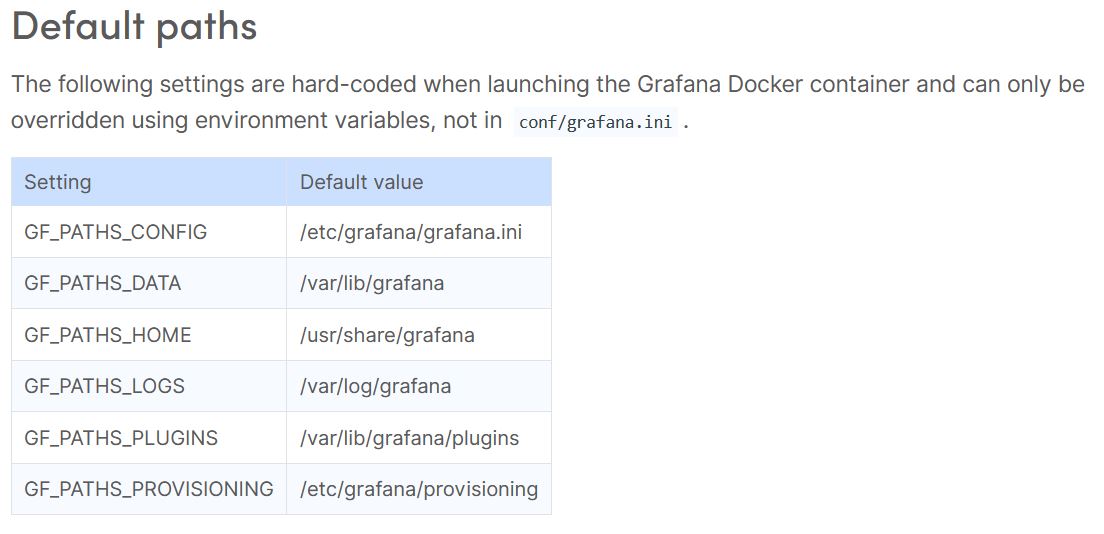 Default paths
The following settings are hard-coded when launching the Grafana Docker container and can only be
overridden using environment variables, not in conf/grafana.ini .
Setting Default value
GF_PATHS_CONFIG /etc/grafana/grafana.ini
GF_PATHS_DATA /var/lib/grafana
GF_PATHS_HOME /usr/share/grafana
GF_PATHS_LOGS /var/log/grafana
GF_PATHS_PLUGINS /var/lib/grafana/plugins
GF_PATHS_PROVISIONING /etc/grafana/provisioning